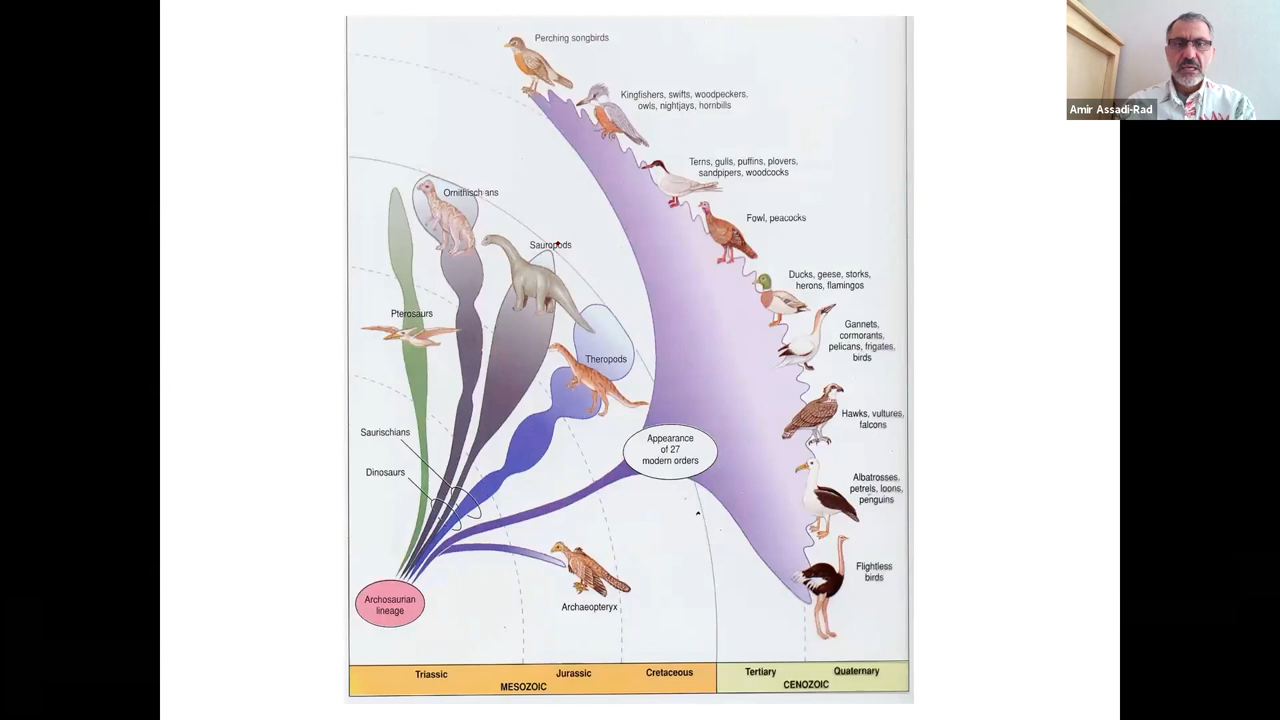 Perching songbirds
Kingfishers, swifts, woodpeckers,
owls, nightjays, hornbills
Terns, gulls, puffins, plovers,
sandpipers, woodcocks
Fowl, peacocks
Ducks, geese, storks,
herons, flamingos
Gannets,
cormorants,
pelicans, frigates,
birds
Hawks, vultures,
falcons
Albatrosses,
petrels, loons,
penguins
Flightless
birds
Ornithischians
Sauropods
Pterosaurs
Theropods
Saurischians
Dinosaurs
Appearance
of 27
modern orders
Archaeopteryx
Archosaurian
lineage
Triassic
Jurassic
Cretaceous
Tertiary
Quaternary
MESOZOIC
CENOZOIC
Amir Assadi-Rad